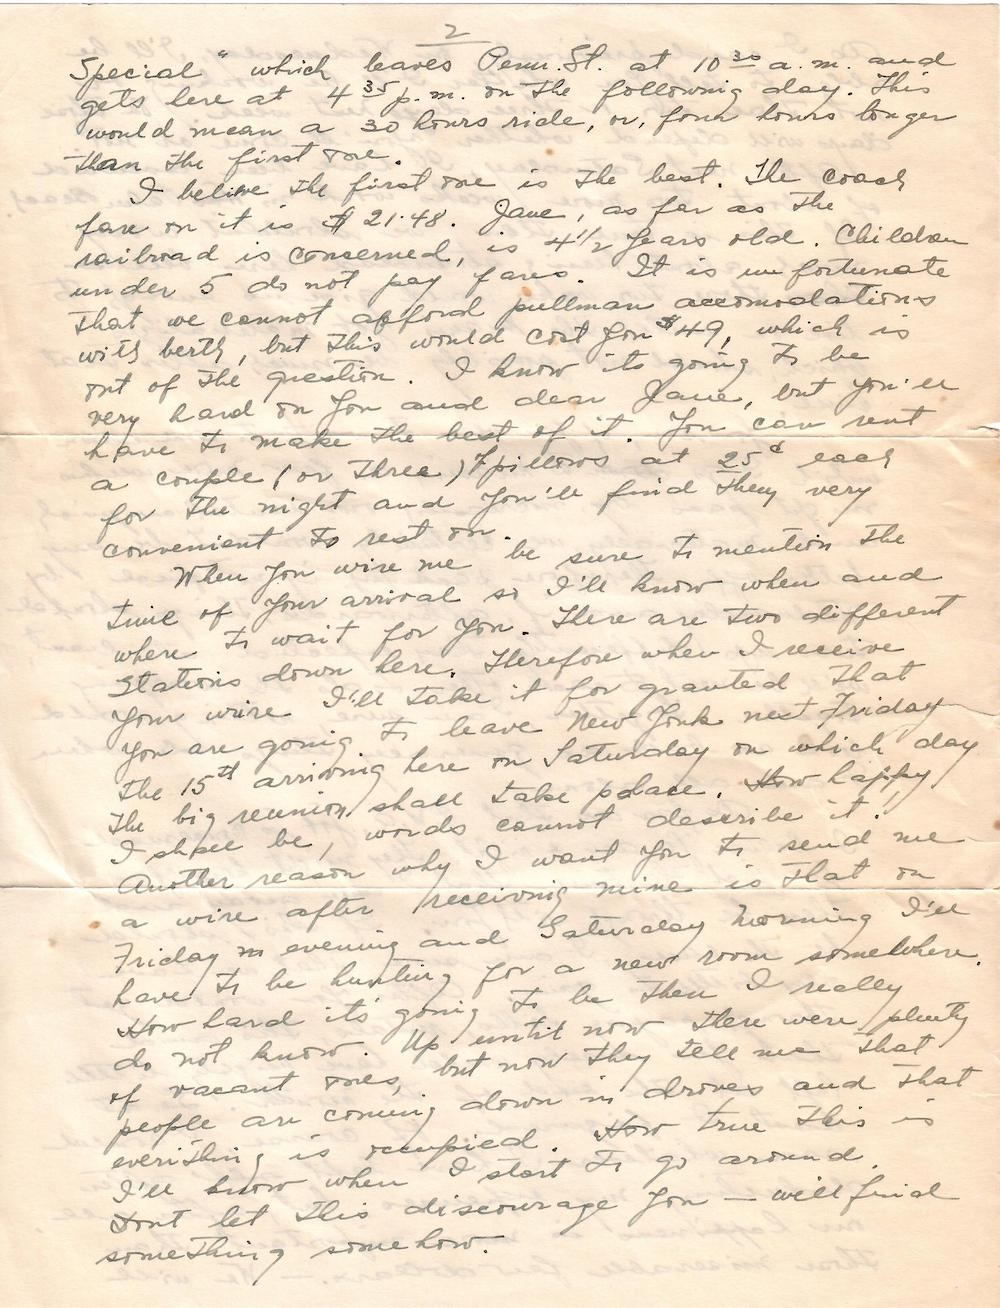 2
Special" which leaves Penn. St. at 10 30 a.m. and
gets here at 4 35 p.m. on the following day. This
would mean a 30 hours ride, or, four hours longer
than the first one.
I belive the first one is the best. The coach
fare on it is $ 21.48. Jane, as far as the
railroad is conserned, is 4 1/2 years old. Children
under 5 do not pay fares. It is unfortunate
that we cannot afford pullman accomodations
with berth, but this would cost you $49, which is
out of the question. I know its going to be
very hard on you and dear Jane, but you'll
have to make the best of it. You can rent
a couple (or three) pillows at 25¢ each
for the night and you'll find they very
convenient to rest on.
When you wire me be sure to mention the
time of your arrival so I'll know when and
where to wait for you. There are two different
stations down here. Therefore when I receive
your wire I'll take it for granted that
you are going to leave New York next Friday
the 15th arriving here on Saturday on which day
the big reunion shall take palace. How happy
I shall be, words cannot describe it!
Another reason why I want you to send me
a wire after receiving mine is that on
Friday evening and Saturday morning I'll
have to be hunting for a new room somewhere.
How hard it's going to be then I really
do not know. Up until now there were plenty
of vacant ones, but now they tell me that
people are coming down in droves and that
everithing is occupied. How true this is
I'll know when I start to go around.
Dont let this discourage you — will find
something somehow.